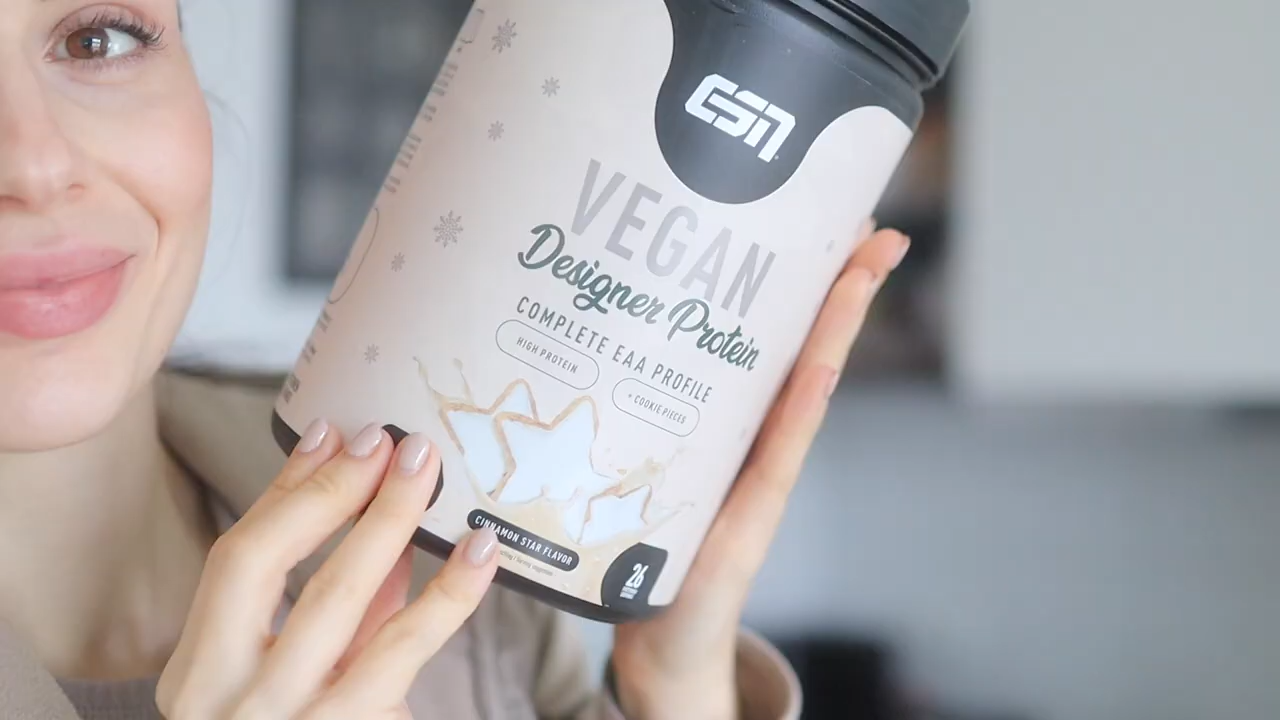 ESN
VEGAN
Designer Protein
COMPLETE EAA PROFILE
HIGH PROTEIN
+ COOKIE PIECES
CINNAMON STAR FLAVOR
26